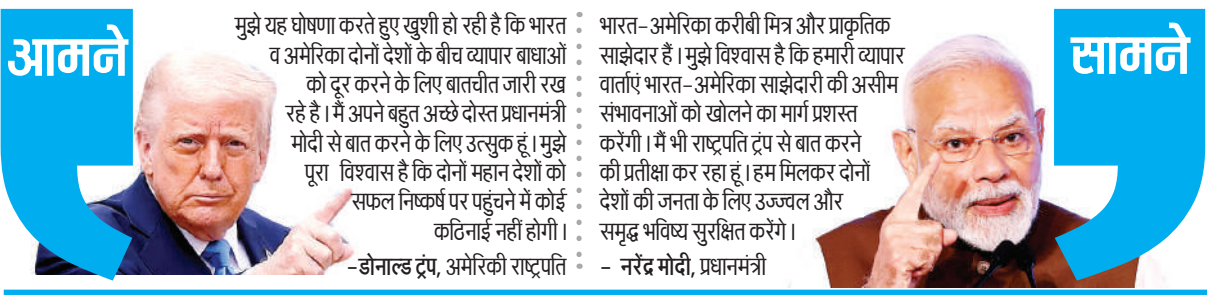 आमने
मुझे यह घोषणा करते हुए खुशी हो रही है कि भारत
व अमेरिका दोनों देशों के बीच व्यापार बाधाओं
को दूर करने के लिए बातचीत जारी रख
रहे है। मैं अपने बहुत अच्छे दोस्त प्रधानमंत्री
मोदी से बात करने के लिए उत्सुक हूं। मुझे
पूरा विश्वास है कि दोनों महान देशों को
सफल निष्कर्ष पर पहुंचने में कोई
कठिनाई नहीं होगी।
-डोनाल्ड ट्रंप, अमेरिकी राष्ट्रपति
भारत-अमेरिका करीबी मित्र और प्राकृतिक
साझेदार हैं। मुझे विश्वास है कि हमारी व्यापार
वार्ताएं भारत-अमेरिका साझेदारी की असीम
संभावनाओं को खोलने का मार्ग प्रशस्त
करेंगी। मैं भी राष्ट्रपति ट्रंप से बात करने
की प्रतीक्षा कर रहा हूं। हम मिलकर दोनों
देशों की जनता के लिए उज्ज्वल और
समृद्ध भविष्य सुरक्षित करेंगे।
- नरेंद्र मोदी, प्रधानमंत्री
सामने